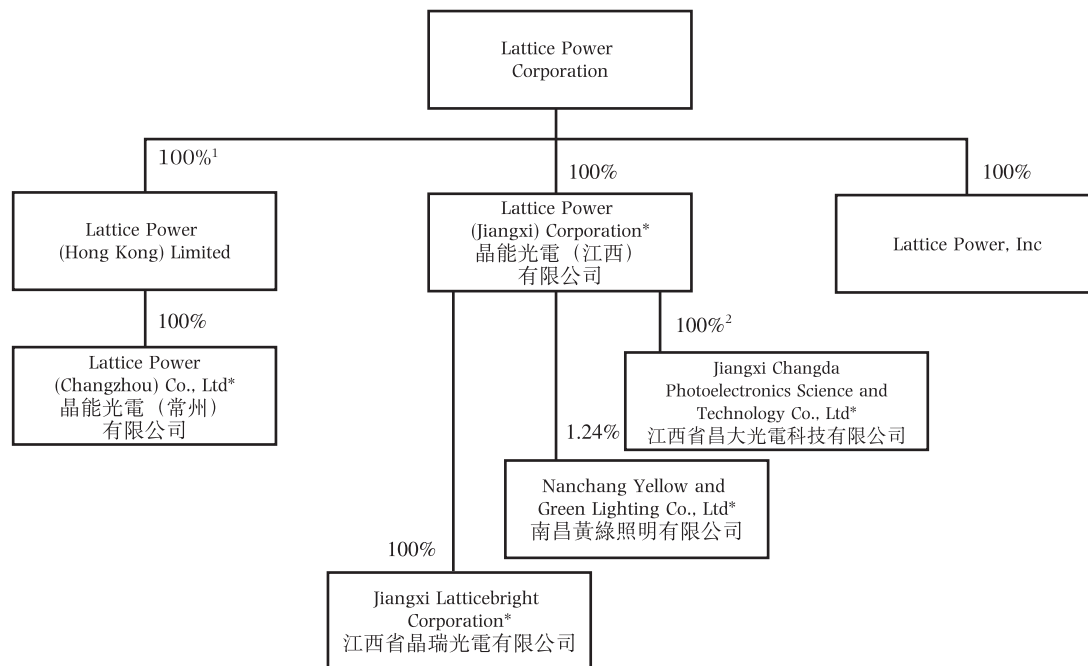 Lattice Power
Corporation
100%¹
100%
100%
Lattice Power
(Hong Kong) Limited
Lattice Power
(Jiangxi) Corporation*
晶能光電（江西）
有限公司
Lattice Power, Inc
100%
100%²
Lattice Power
(Changzhou) Co., Ltd*
晶能光電（常州）
有限公司
Jiangxi Changda
Photoelectronics Science and
Technology Co., Ltd*
江西省昌大光電科技有限公司
1.24%
Nanchang Yellow and
Green Lighting Co., Ltd*
南昌黃綠照明有限公司
100%
Jiangxi Latticebright
Corporation*
江西省晶瑞光電有限公司